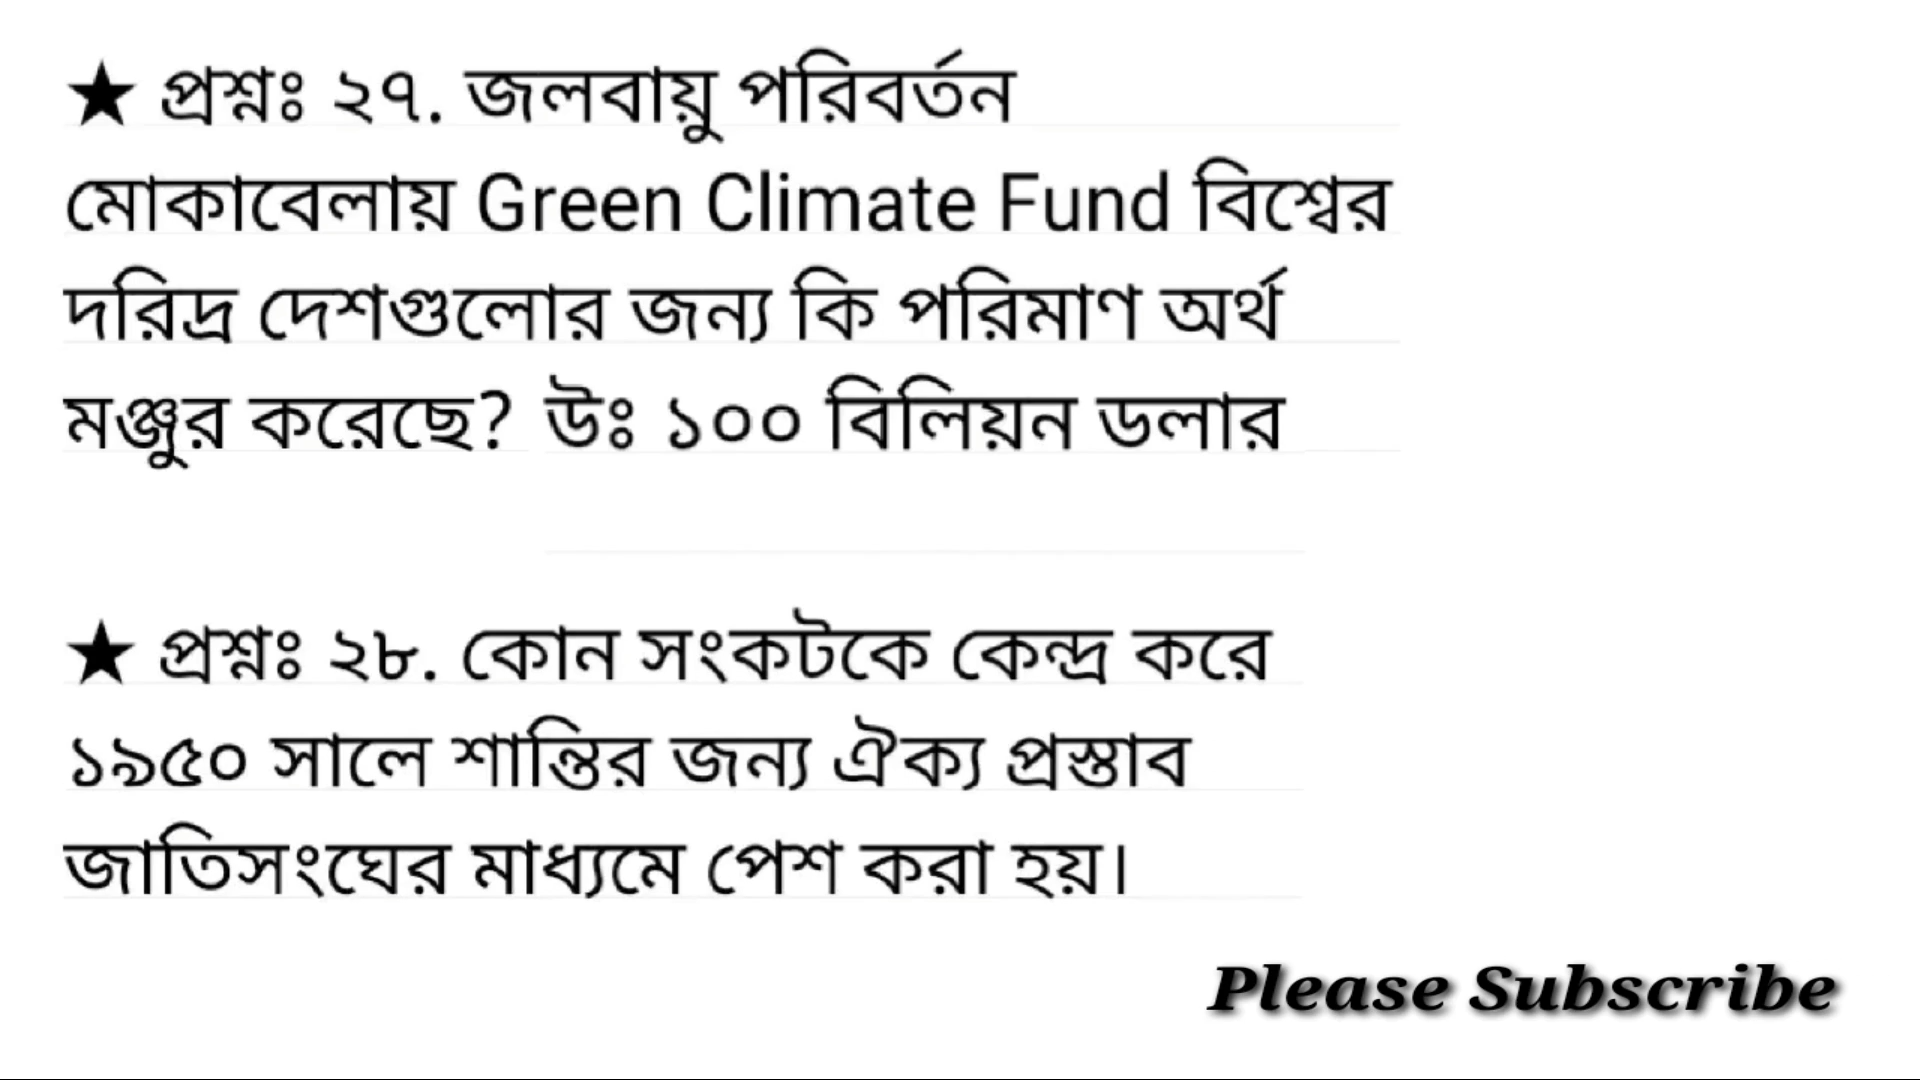 ★ প্রশ্নঃ ২৭. জলবায়ু পরিবর্তন
মোকাবেলায় Green Climate Fund বিশ্বের
দরিদ্র দেশগুলোর জন্য কি পরিমাণ অর্থ
মঞ্জুর করেছে? উঃ ১০০ বিলিয়ন ডলার
★ প্রশ্নঃ ২৮. কোন সংকটকে কেন্দ্র করে
১৯৫০ সালে শান্তির জন্য ঐক্য প্রস্তাব
জাতিসংঘের মাধ্যমে পেশ করা হয়।
Please Subscribe